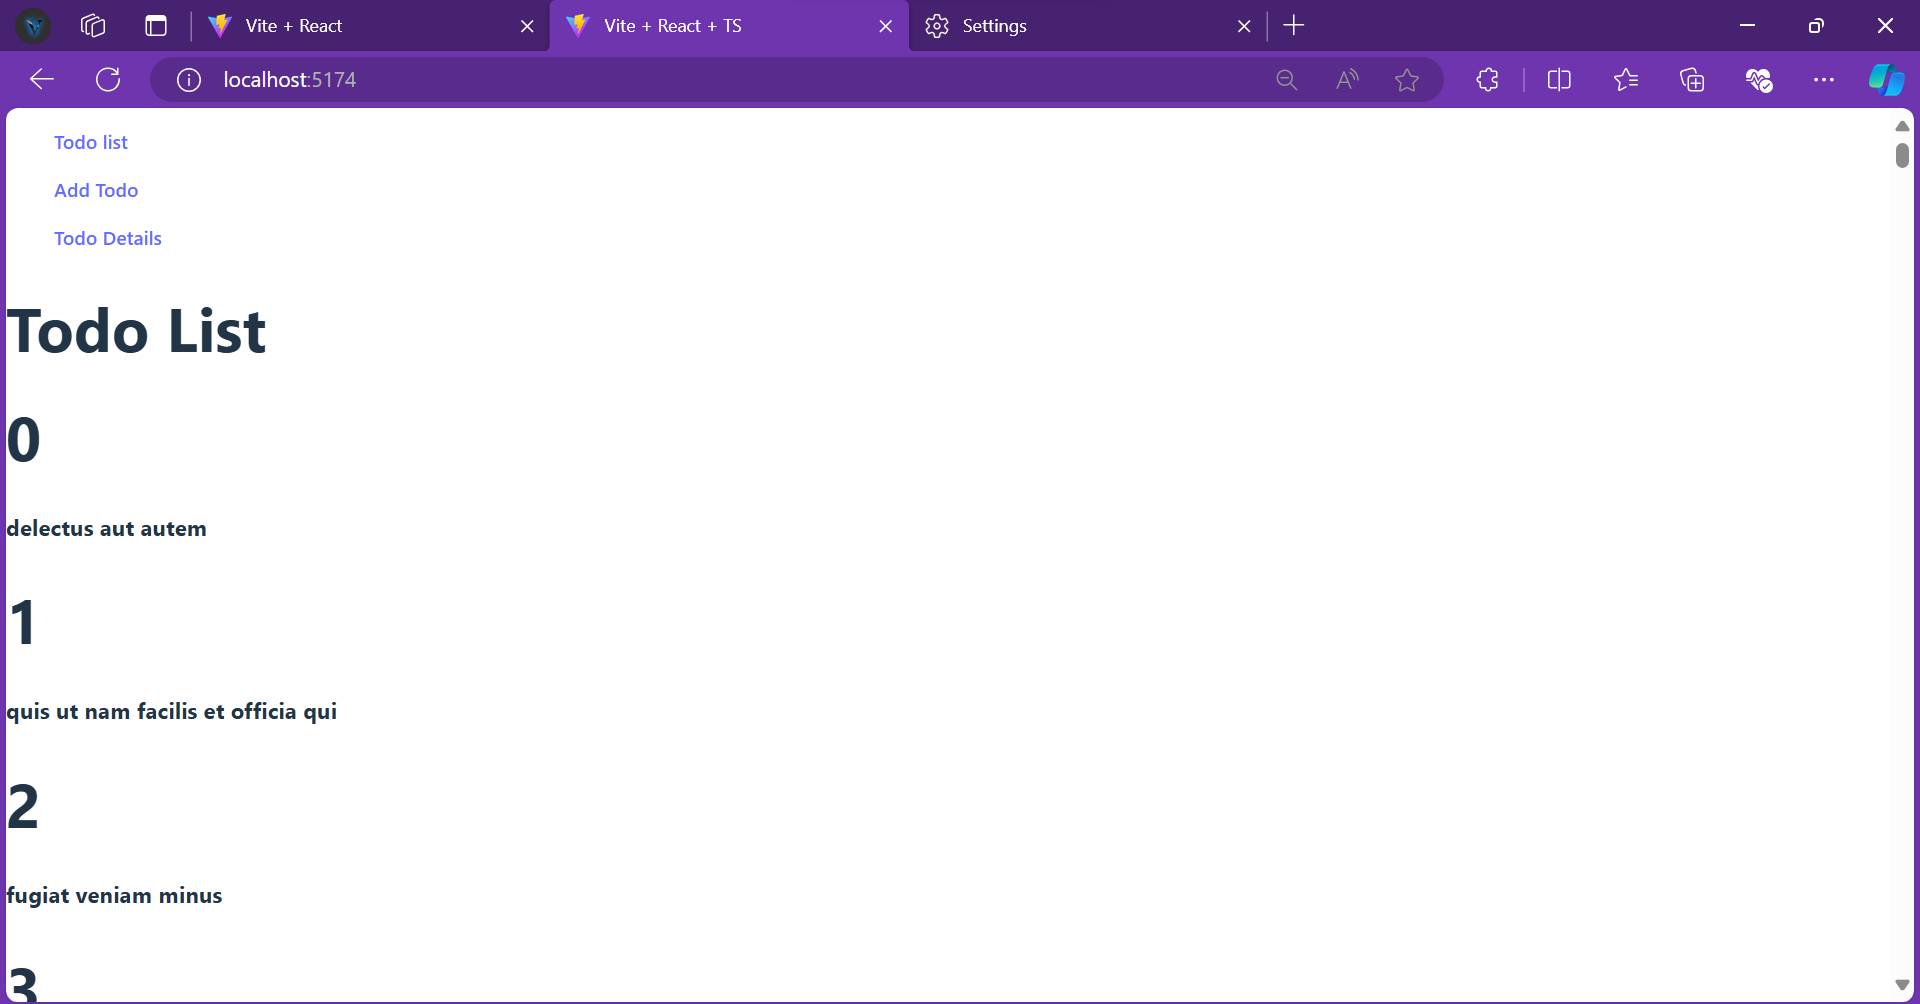 Vite + React
Vite + React + TS
Settings
localhost:5174
Todo list
Add Todo
Todo Details
Todo List
0
delectus aut autem
1
quis ut nam facilis et officia qui
2
fugiat veniam minus
3